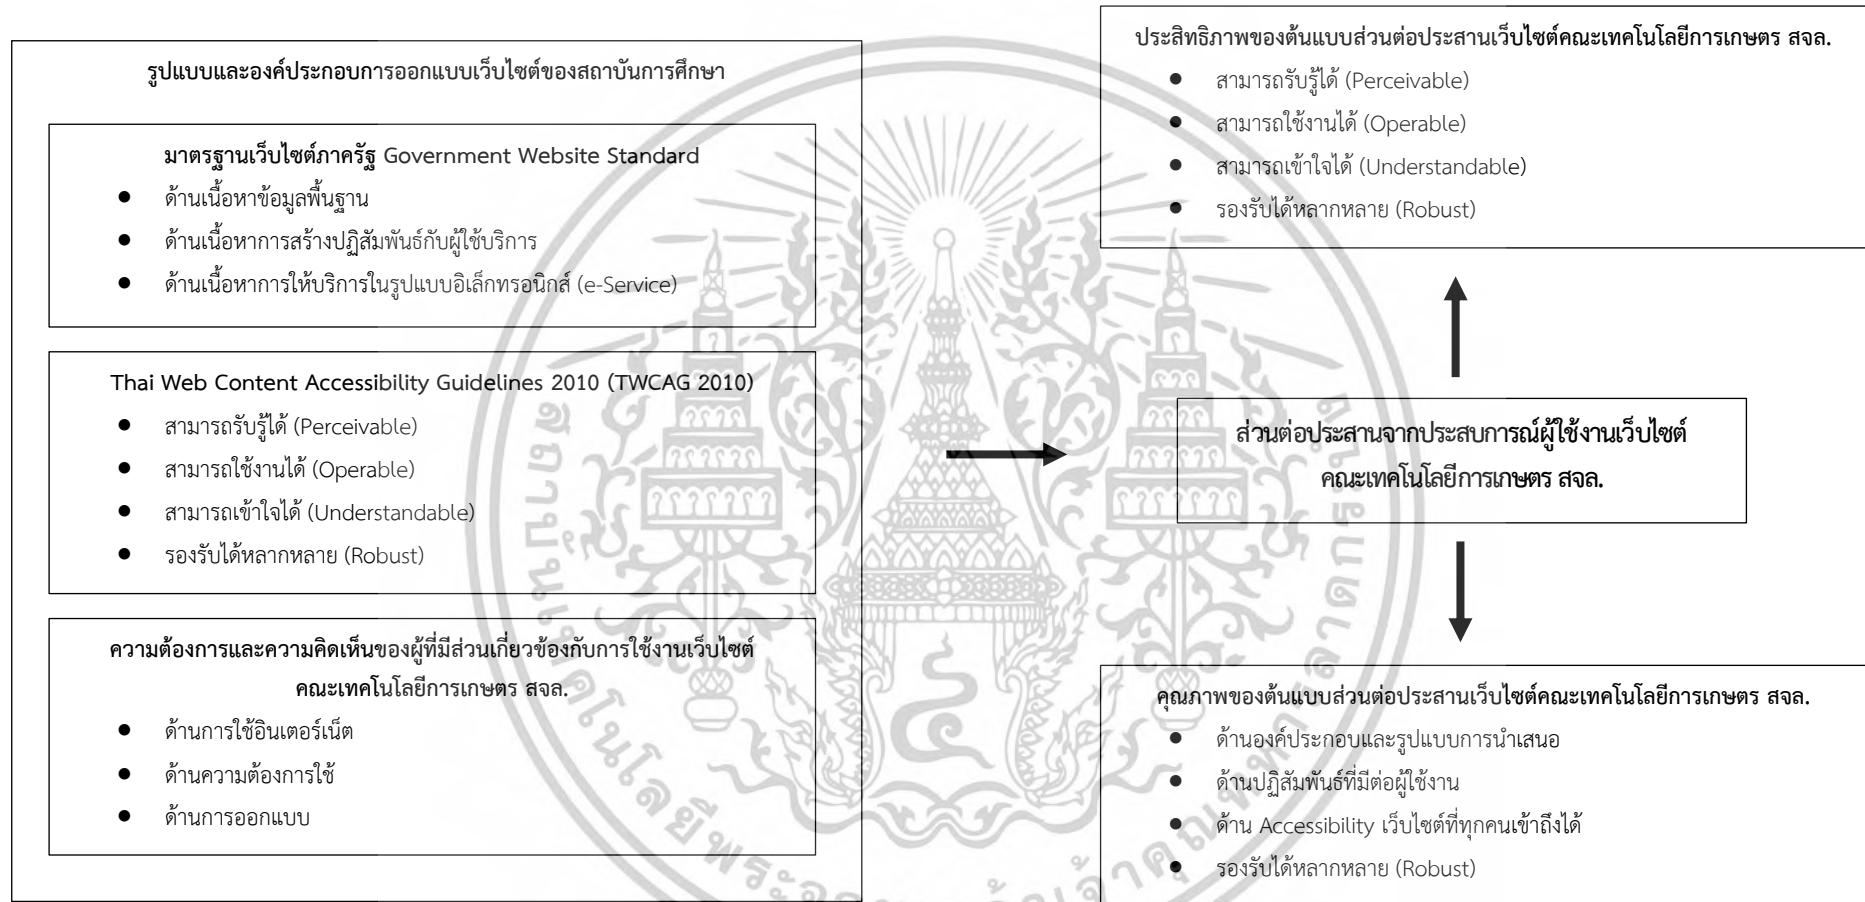 รูปแบบและองค์ประกอบการออกแบบเว็บไซต์ของสถาบันการศึกษา
มาตรฐานเว็บไซต์ภาครัฐ Government Website Standard
● ด้านเนื้อหาข้อมูลพื้นฐาน
● ด้านเนื้อหาการสร้างปฏิสัมพันธ์กับผู้ใช้บริการ
● ด้านเนื้อหาการให้บริการในรูปแบบอิเล็กทรอนิกส์ (e-Service)
Thai Web Content Accessibility Guidelines 2010 (TWCAG 2010)
● สามารถรับรู้ได้ (Perceivable)
● สามารถใช้งานได้ (Operable)
● สามารถเข้าใจได้ (Understandable)
● รองรับได้หลากหลาย (Robust)
ความต้องการและความคิดเห็นของผู้ที่มีส่วนเกี่ยวข้องกับการใช้งานเว็บไซต์
คณะเทคโนโลยีการเกษตร สจล.
● ด้านการใช้อินเตอร์เน็ต
● ด้านความต้องการใช้
● ด้านการออกแบบ
ส่วนต่อประสานจากประสบการณ์ผู้ใช้งานเว็บไซต์
คณะเทคโนโลยีการเกษตร สจล.
ประสิทธิภาพของต้นแบบส่วนต่อประสานเว็บไซต์คณะเทคโนโลยีการเกษตร สจล.
● สามารถรับรู้ได้ (Perceivable)
● สามารถใช้งานได้ (Operable)
● สามารถเข้าใจได้ (Understandable)
● รองรับได้หลากหลาย (Robust)
คุณภาพของต้นแบบส่วนต่อประสานเว็บไซต์คณะเทคโนโลยีการเกษตร สจล.
● ด้านองค์ประกอบและรูปแบบการนำเสนอ
● ด้านปฏิสัมพันธ์ที่มีต่อผู้ใช้งาน
● ด้าน Accessibility เว็บไซต์ที่ทุกคนเข้าถึงได้
● รองรับได้หลากหลาย (Robust)